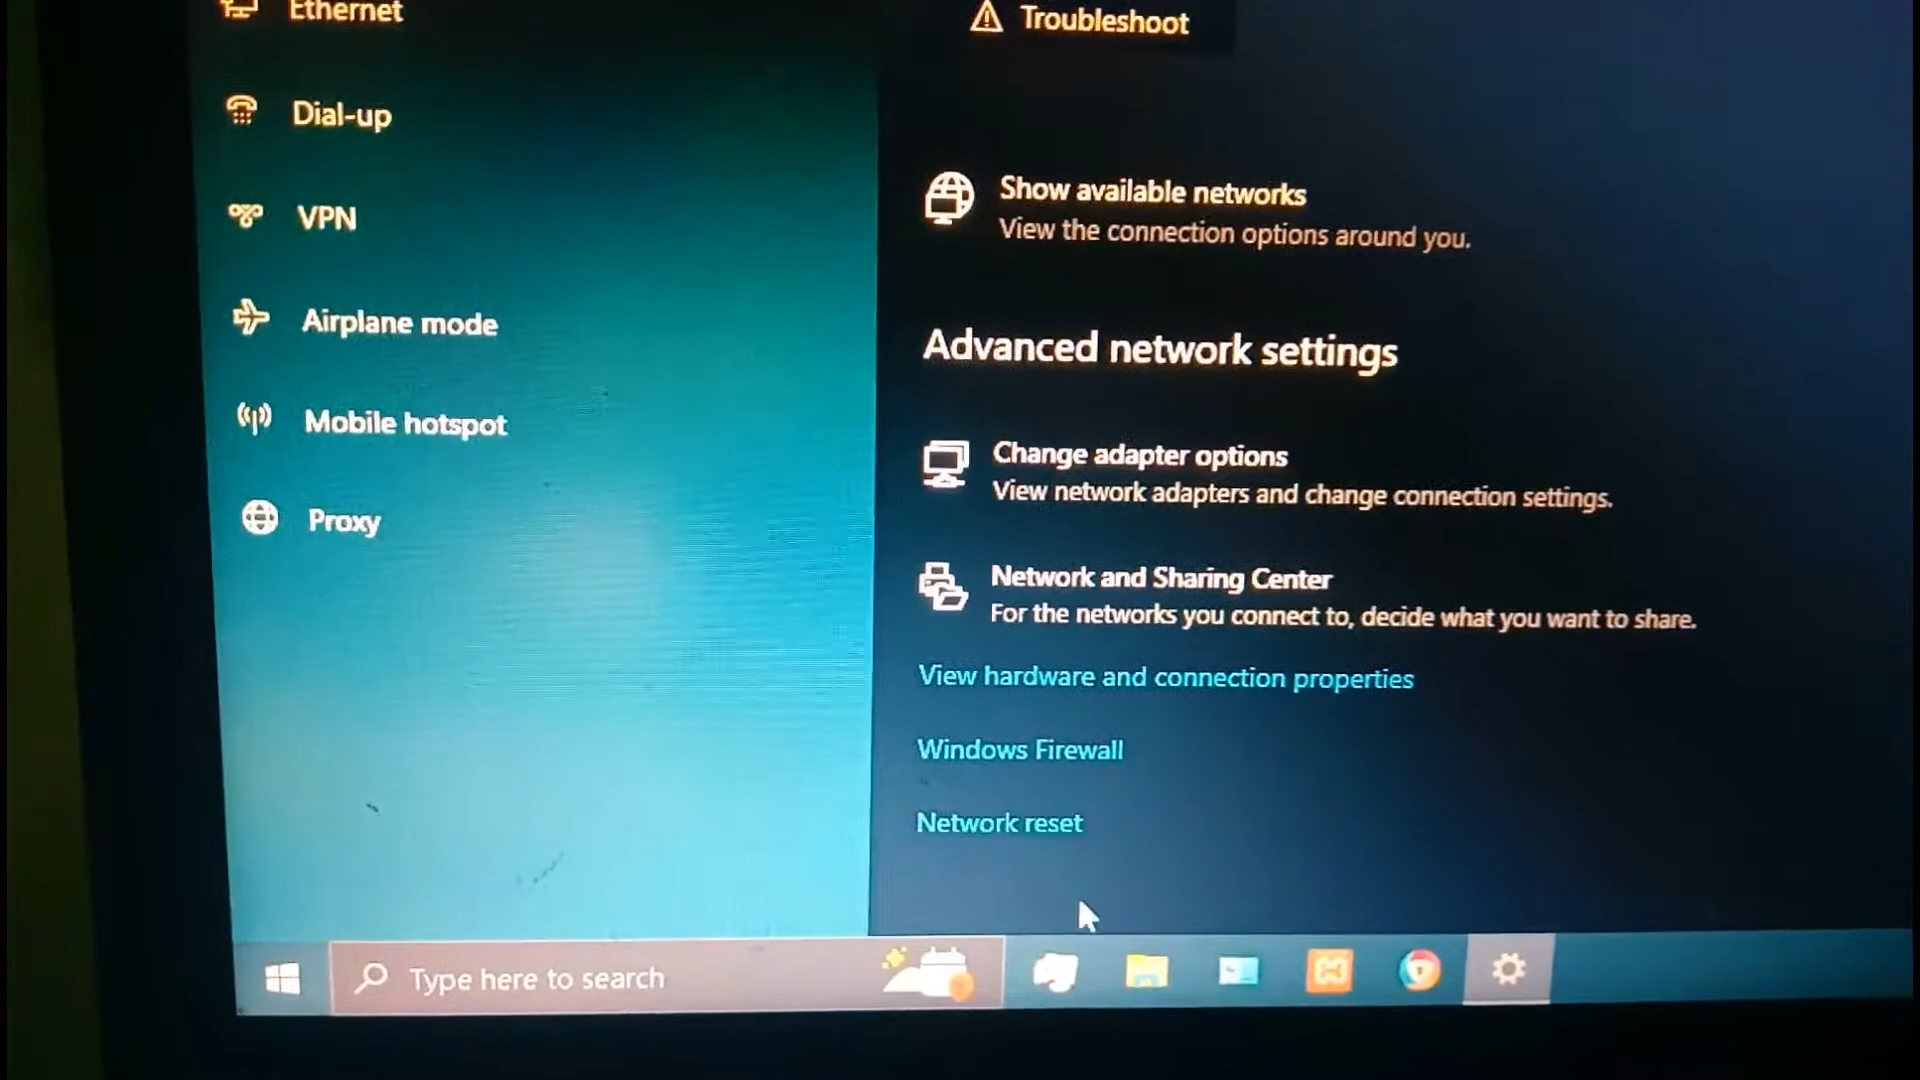 Ethernet
Dial-up
VPN
Airplane mode
Mobile hotspot
Proxy
Troubleshoot
Show available networks
View the connection options around you.
Advanced network settings
Change adapter options
View network adapters and change connection settings.
Network and Sharing Center
For the networks you connect to, decide what you want to share.
View hardware and connection properties
Windows Firewall
Network reset
Type here to search